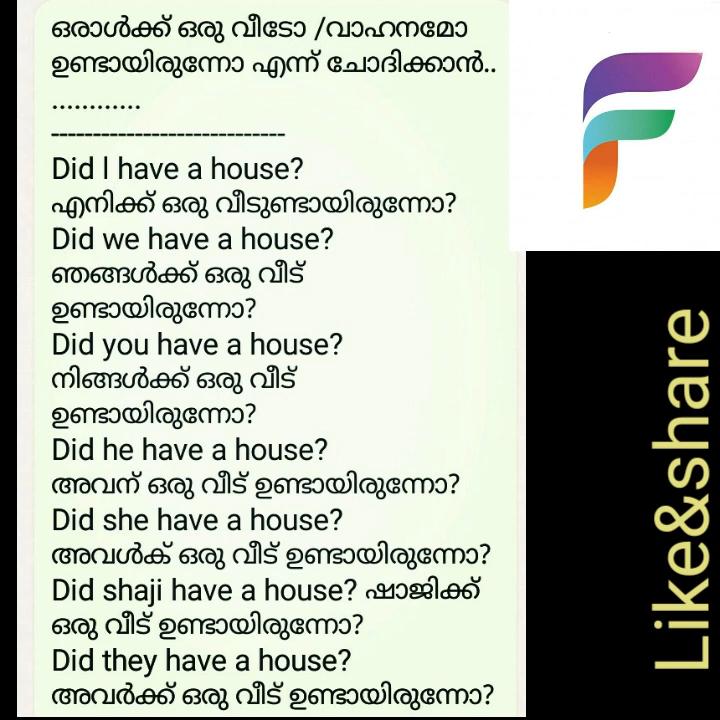 ഒരാൾക്ക് ഒരു വീടോ /വാഹനമോ
ഉണ്ടായിരുന്നോ എന്ന് ചോദിക്കാൻ..
............
----------------------------
Did I have a house?
എനിക്ക് ഒരു വീടുണ്ടായിരുന്നോ?
Did we have a house?
ഞങ്ങൾക്ക് ഒരു വീട്
ഉണ്ടായിരുന്നോ?
Did you have a house?
നിങ്ങൾക്ക് ഒരു വീട്
ഉണ്ടായിരുന്നോ?
Did he have a house?
അവന് ഒരു വീട് ഉണ്ടായിരുന്നോ?
Did she have a house?
അവൾക് ഒരു വീട് ഉണ്ടായിരുന്നോ?
Did shaji have a house? ഷാജിക്ക്
ഒരു വീട് ഉണ്ടായിരുന്നോ?
Did they have a house?
അവർക്ക് ഒരു വീട് ഉണ്ടായിരുന്നോ?
Like&share